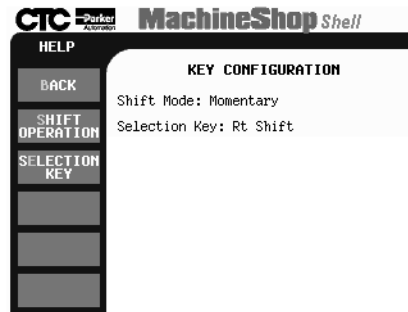 CTC Parker Automation MachineShop Shell
HELP
KEY CONFIGURATION
BACK
Shift Mode: Momentary
SHIFT OPERATION
Selection Key: Rt Shift
SELECTION KEY